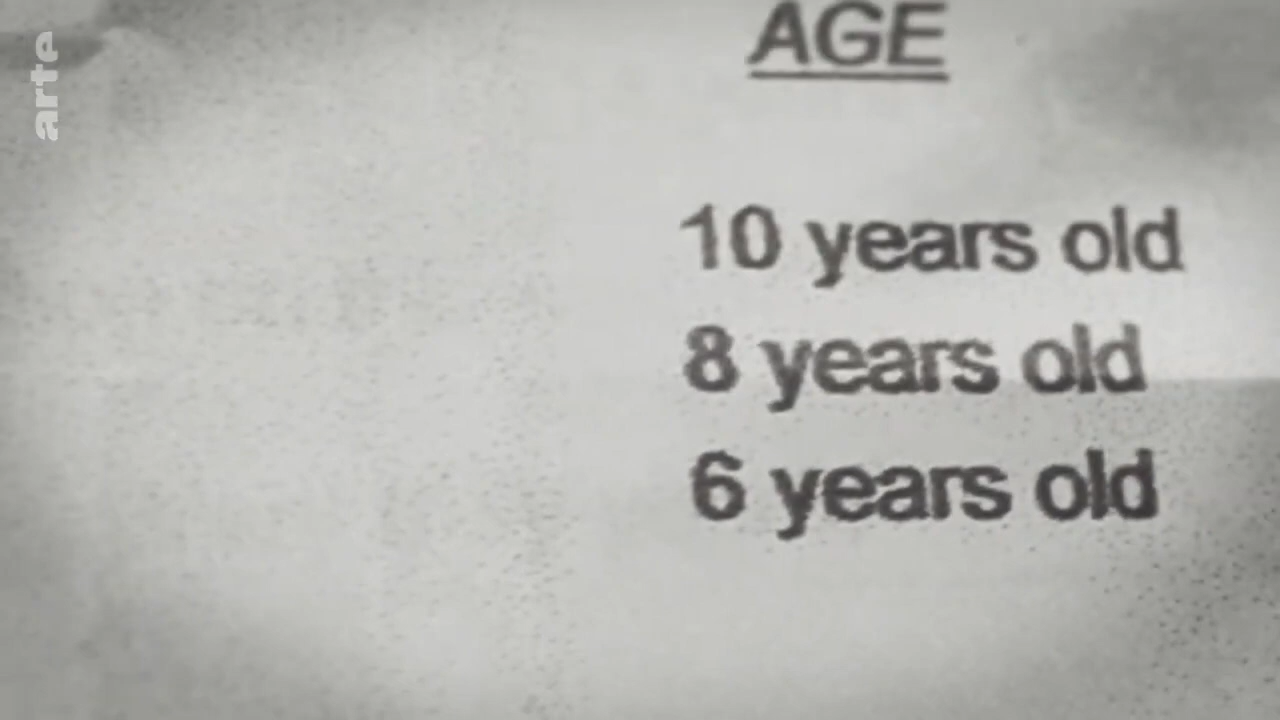 arte
AGE
10 years old
8 years old
6 years old